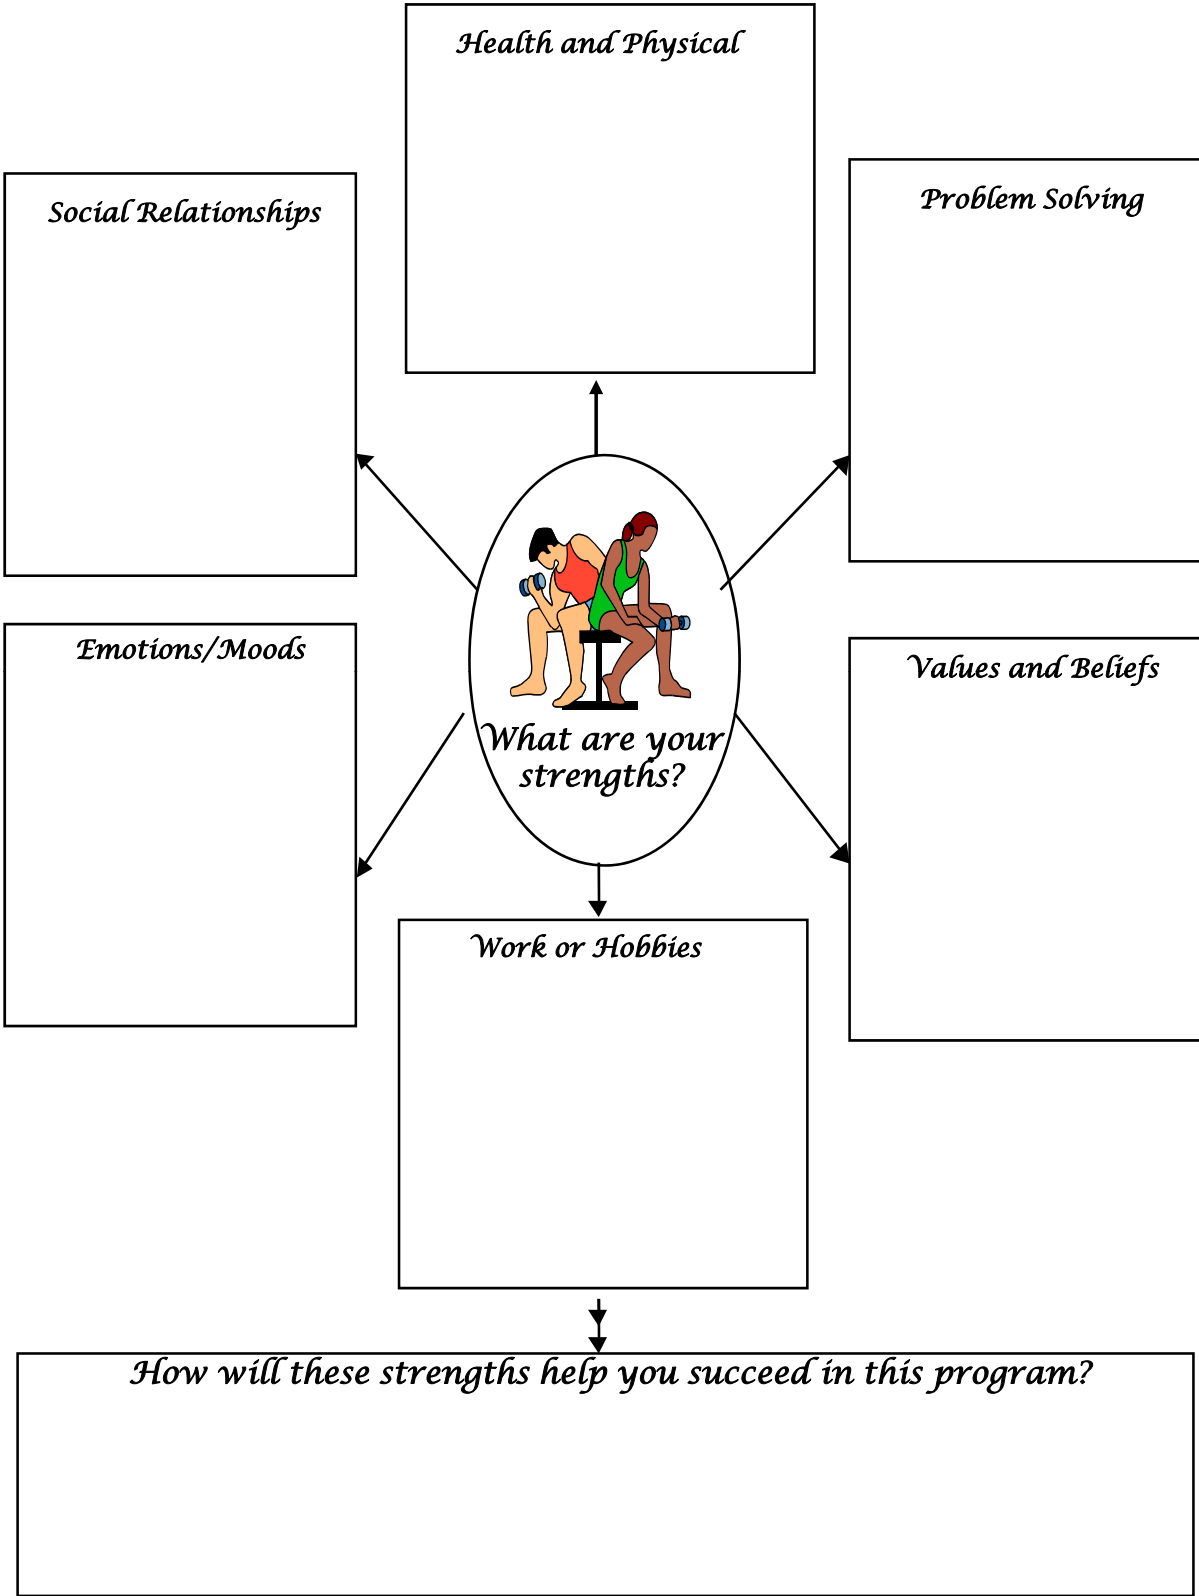 Health and Physical
Social Relationships
Problem Solving
Emotions/Moods
Values and Beliefs
What are your
strengths?
Work or Hobbies
How will these strengths help you succeed in this program?